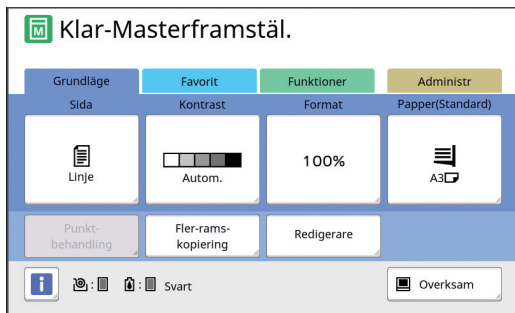 M Klar-Masterframstäl.
Grundläge Favorit Funktioner Administr
Sida Kontrast Format Papper(Standard)
Linje Autom. 100% A3
Punkt-
behandling
Fler-rams-
kopiering
Redigerare
i : : Svart Overksam